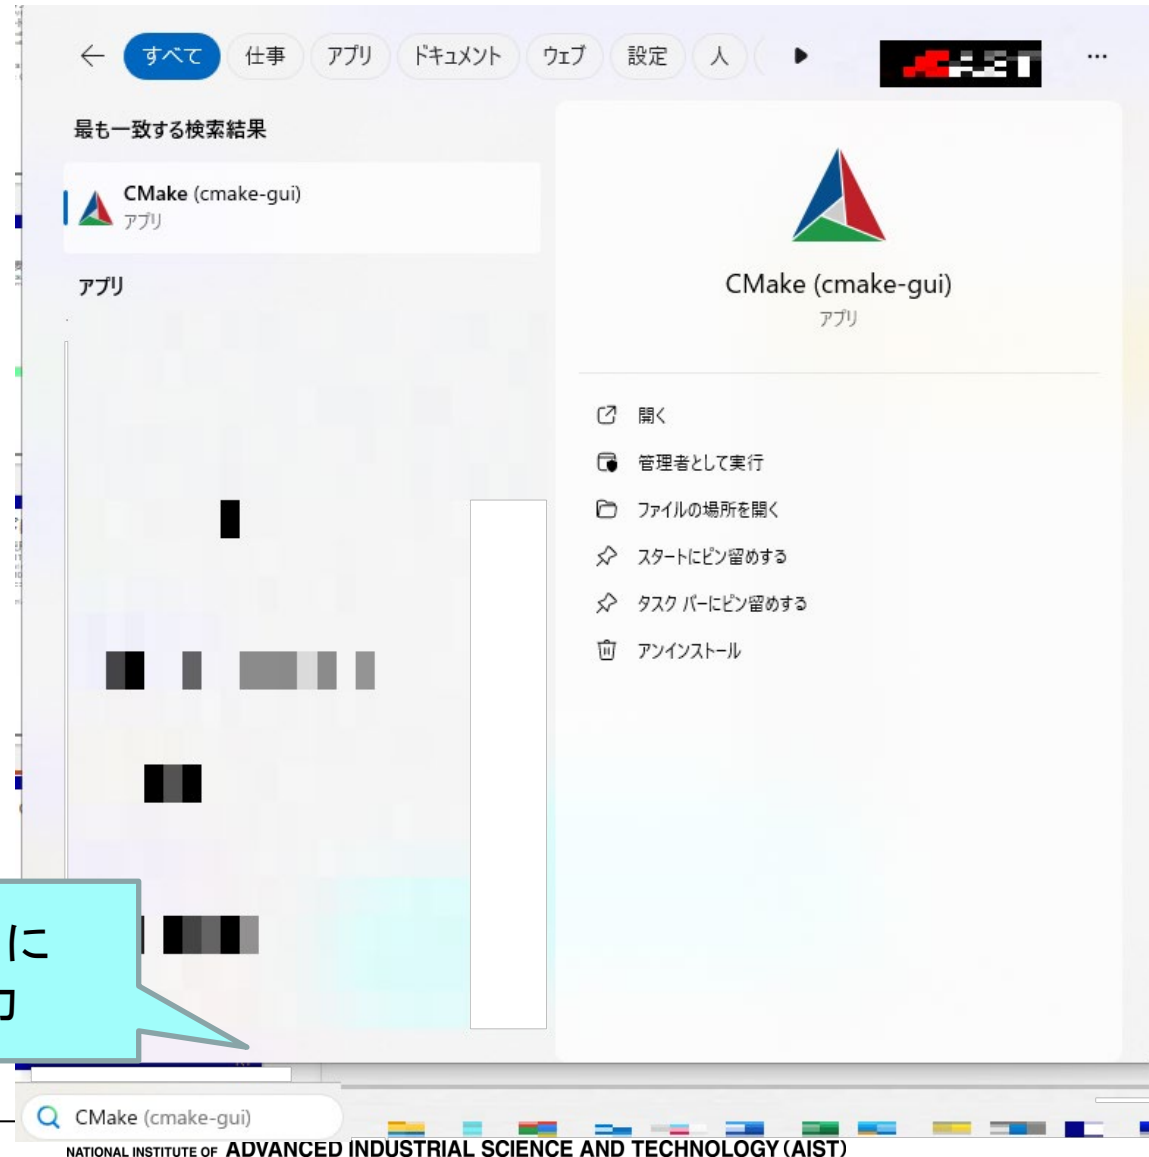 すべて 仕事 アプリ ドキュメント ウェブ 設定 人
最も一致する検索結果
CMake (cmake-gui)
アプリ
アプリ
CMake (cmake-gui)
アプリ
開く
管理者として実行
ファイルの場所を開く
スタートにピン留めする
タスク バーにピン留めする
アンインストール
に
CMake (cmake-gui)
NATIONAL INSTITUTE OF ADVANCED INDUSTRIAL SCIENCE AND TECHNOLOGY (AIST)